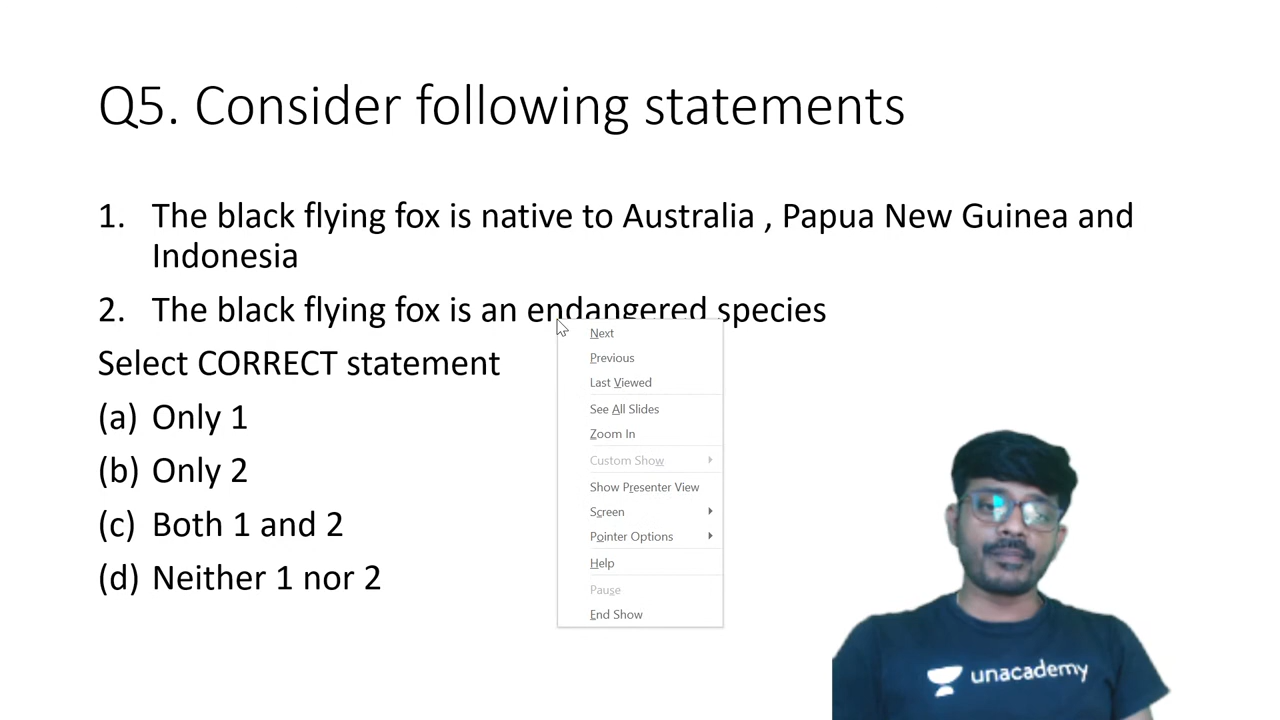 Q5. Consider following statements
1. The black flying fox is native to Australia , Papua New Guinea and
Indonesia
2. The black flying fox is an endangered species
Select CORRECT statement
(a) Only 1
(b) Only 2
(c) Both 1 and 2
(d) Neither 1 nor 2
Next
Previous
Last Viewed
See All Slides
Zoom In
Custom Show
Show Presenter View
Screen
Pointer Options
Help
Pause
End Show
unacademy